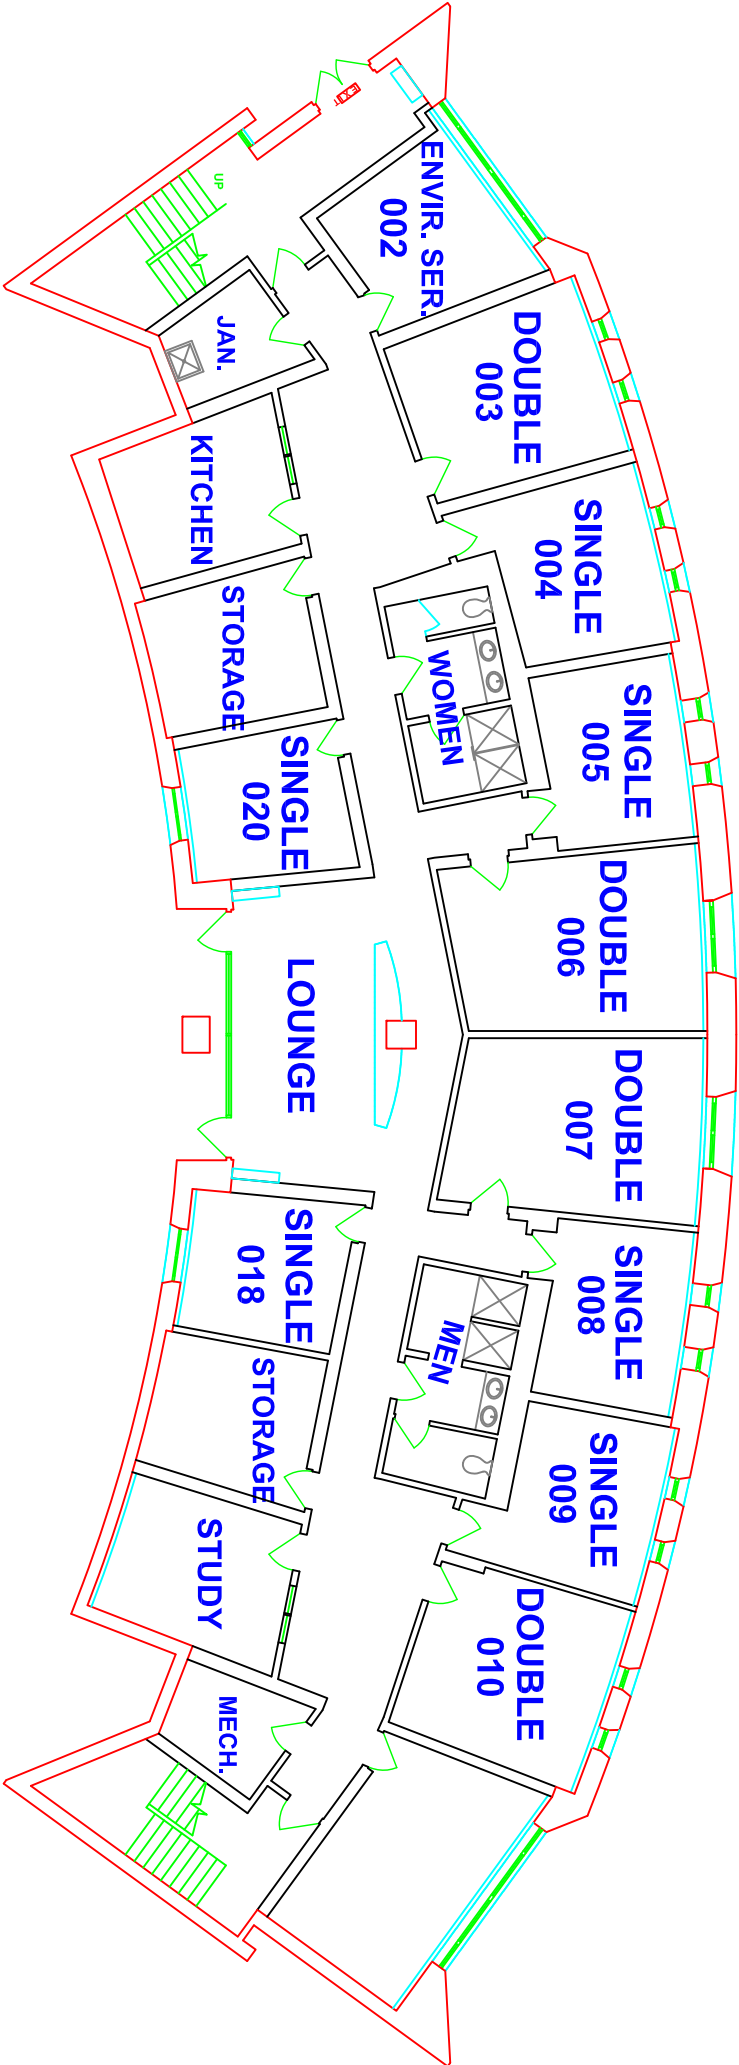 EXIT
UP
ENVIR. SER.
002
JAN.
DOUBLE
003
KITCHEN
SINGLE
004
STORAGE
WOMEN
SINGLE
005
SINGLE
020
DOUBLE
006
LOUNGE
DOUBLE
007
SINGLE
018
SINGLE
008
MEN
STORAGE
SINGLE
009
STUDY
DOUBLE
010
MECH.